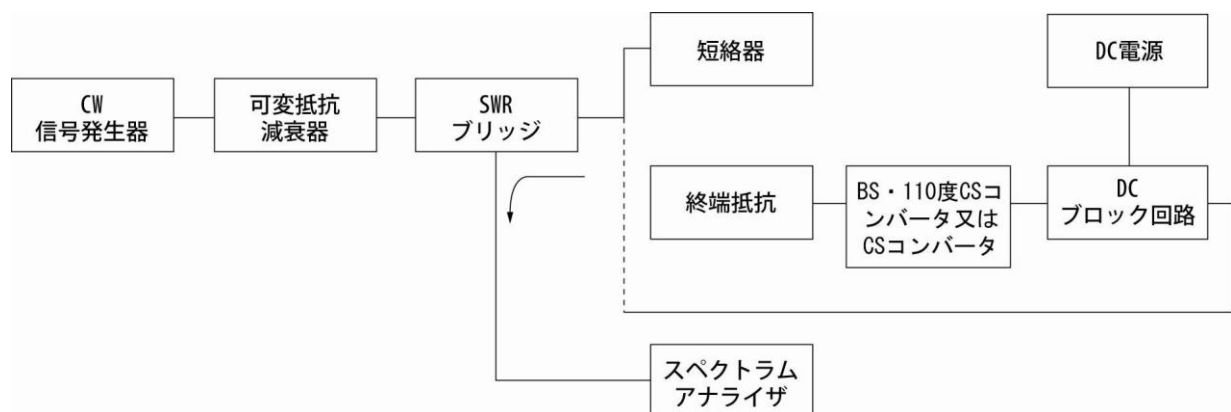 短絡器
DC電源
CW
信号発生器
可変抵抗
減衰器
SWR
ブリッジ
終端抵抗
BS・110度CSコ
ンバータ又は
CSコンバータ
DC
ブロック回路
スペクトラム
アナライザ